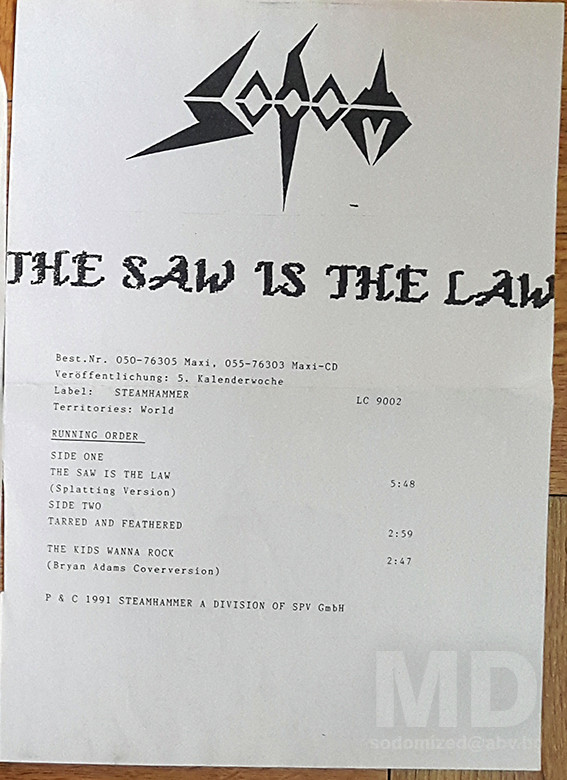 SODOM
THE SAW IS THE LAW
Best.Nr. 050-76305 Maxi, 055-76303 Maxi-CD
Veröffentlichung: 5. Kalenderwoche
Label: STEAMHAMMER LC 9002
Territories: World
RUNNING ORDER
SIDE ONE
THE SAW IS THE LAW
(Splatting Version) 5:48
SIDE TWO
TARRED AND FEATHERED 2:59
THE KIDS WANNA ROCK 2:47
(Bryan Adams Coverversion)
P & C 1991 STEAMHAMMER A DIVISION OF SPV GmbH
MD